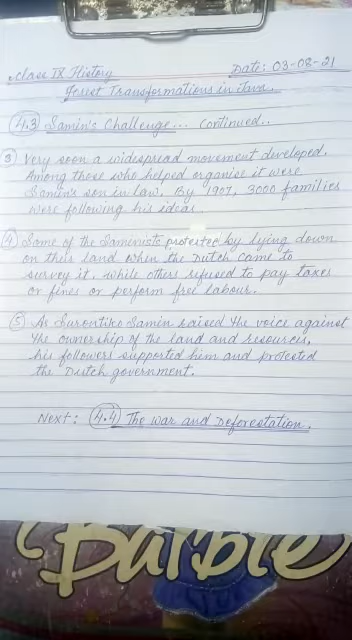 Class IX History
Date: 03-08-21
Forest Transformations in Java.
4.3 Samin's Challenge... Continued..
3 Very soon a widespread movement developed.
Among those who helped organise it were
Samin's son in law. By 1907, 3000 families
were following his ideas.
4 Some of the Saminists protested by lying down
on their land when the Dutch came to
survey it, while others refused to pay taxes
or fines or perform free labour.
5 As Surontiko Samin raised the voice against
the ownership of the land and resources,
his followers supported him and protested
the Dutch government.
Next: 4.4 The war and Deforestation.
Barbie